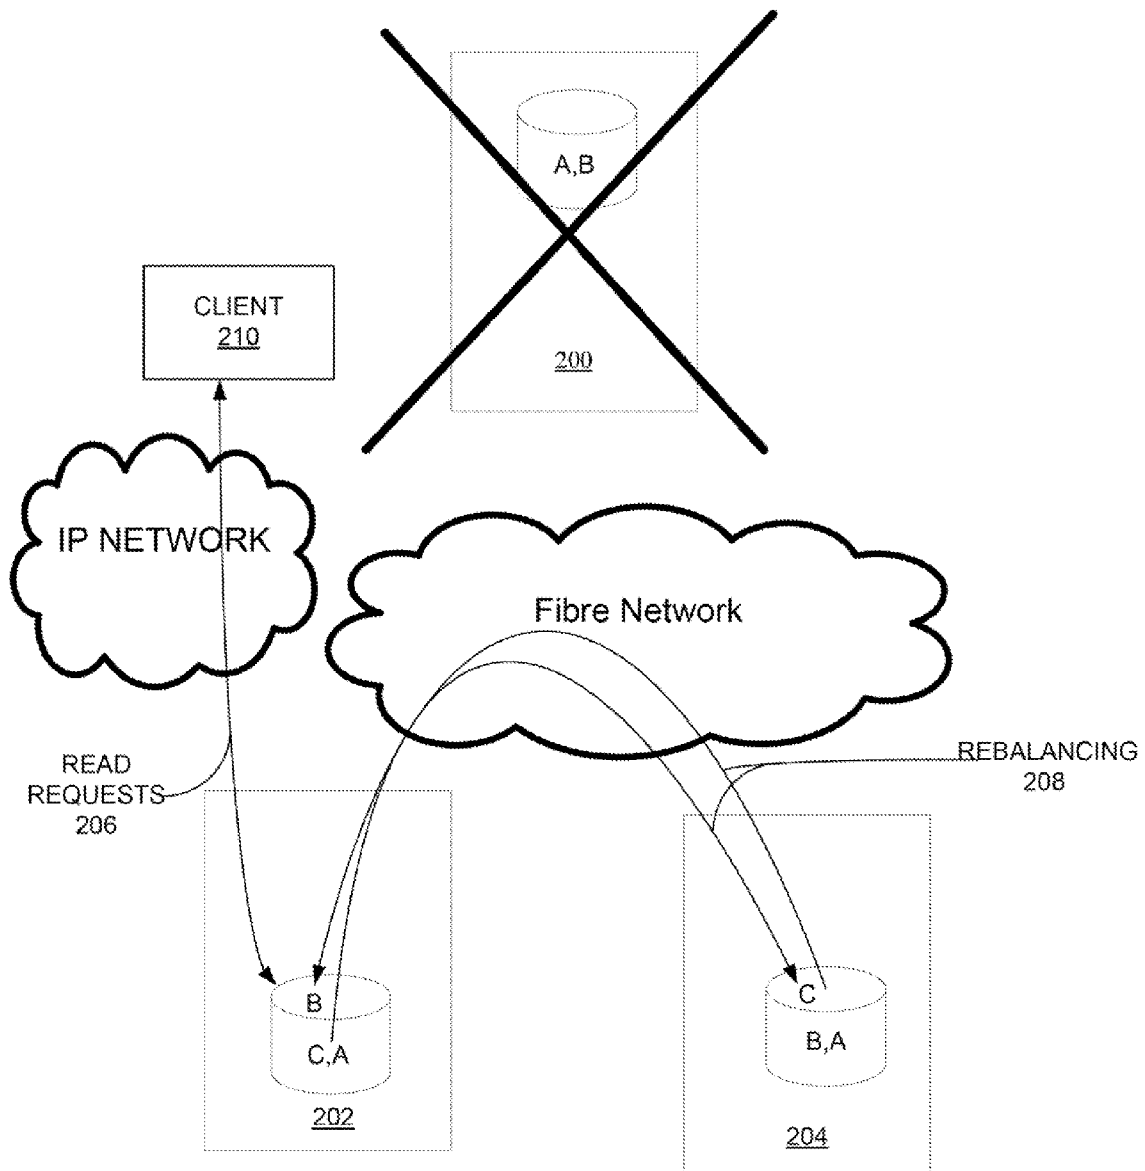 A,B
200
CLIENT
210
IP NETWORK
Fibre Network
READ
REQUESTS
206
REBALANCING
208
B
C,A
202
C
B,A
204